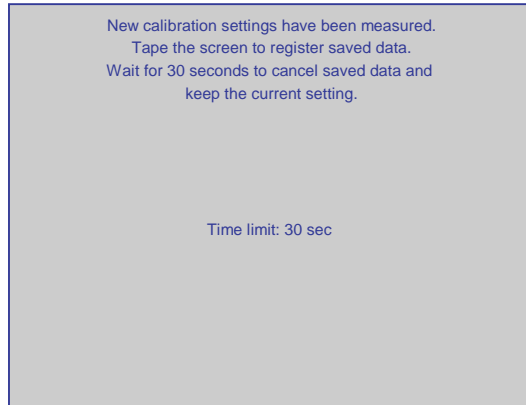 New calibration settings have been measured.
Tape the screen to register saved data.
Wait for 30 seconds to cancel saved data and
keep the current setting.
Time limit: 30 sec